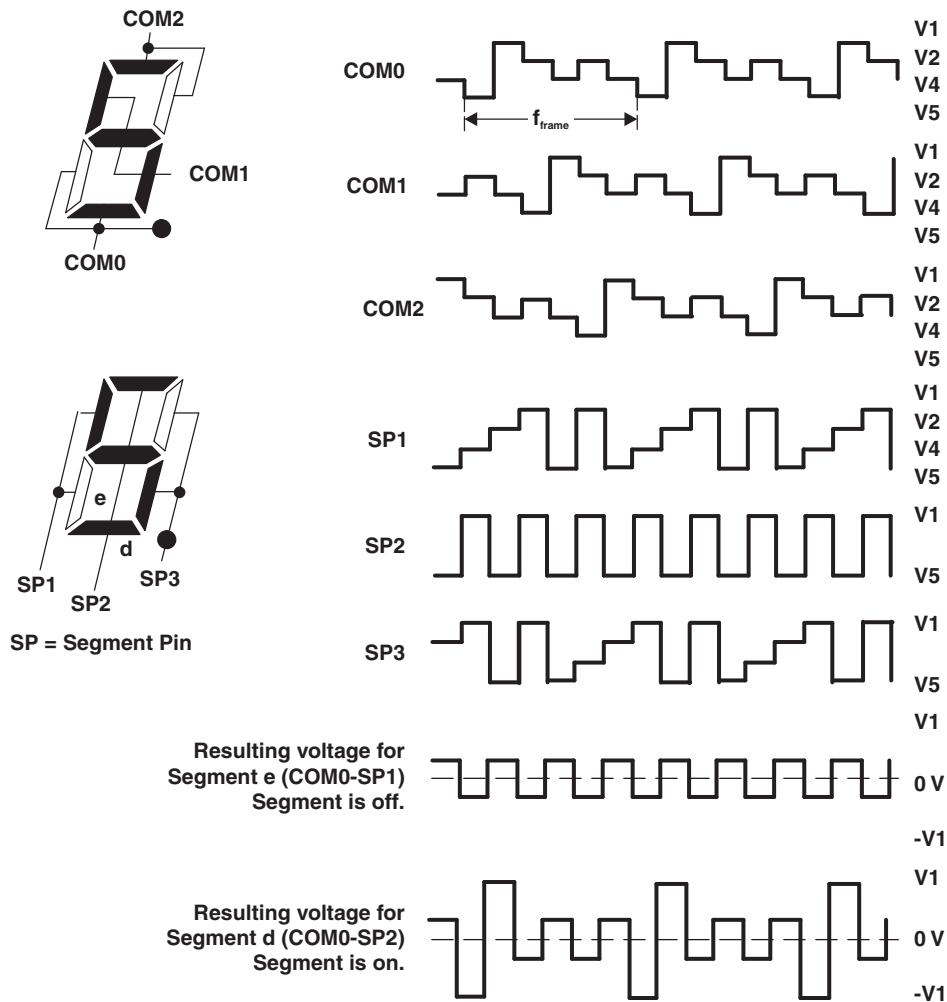 COM2
COM1
COM0
e
d
SP1
SP2
SP3
SP = Segment Pin
COM0
V1
V2
V4
V5
fframe
COM1
V1
V2
V4
V5
COM2
V1
V2
V4
V5
SP1
V1
V2
V4
V5
SP2
V1
V5
SP3
V1
V5
Resulting voltage for
Segment e (COM0-SP1)
Segment is off.
V1
0 V
-V1
Resulting voltage for
Segment d (COM0-SP2)
Segment is on.
V1
0 V
-V1